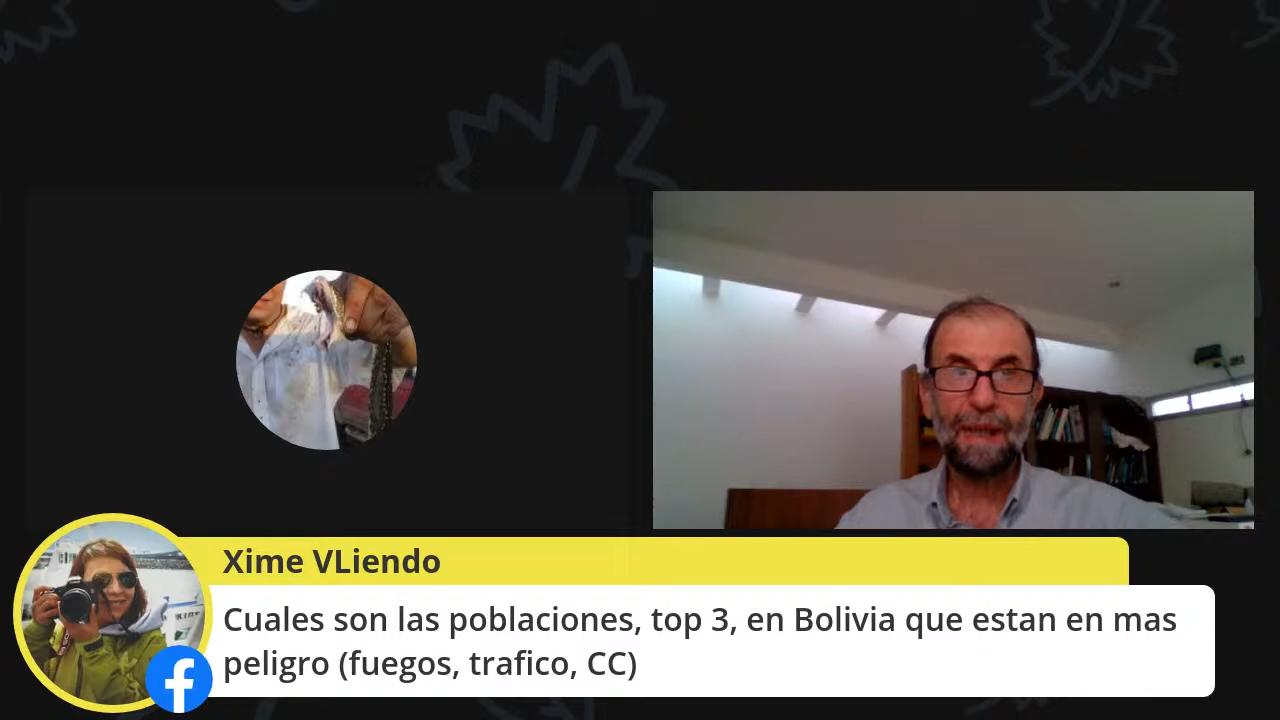 Xime VLiendo
Cuales son las poblaciones, top 3, en Bolivia que estan en mas
peligro (fuegos, trafico, CC)